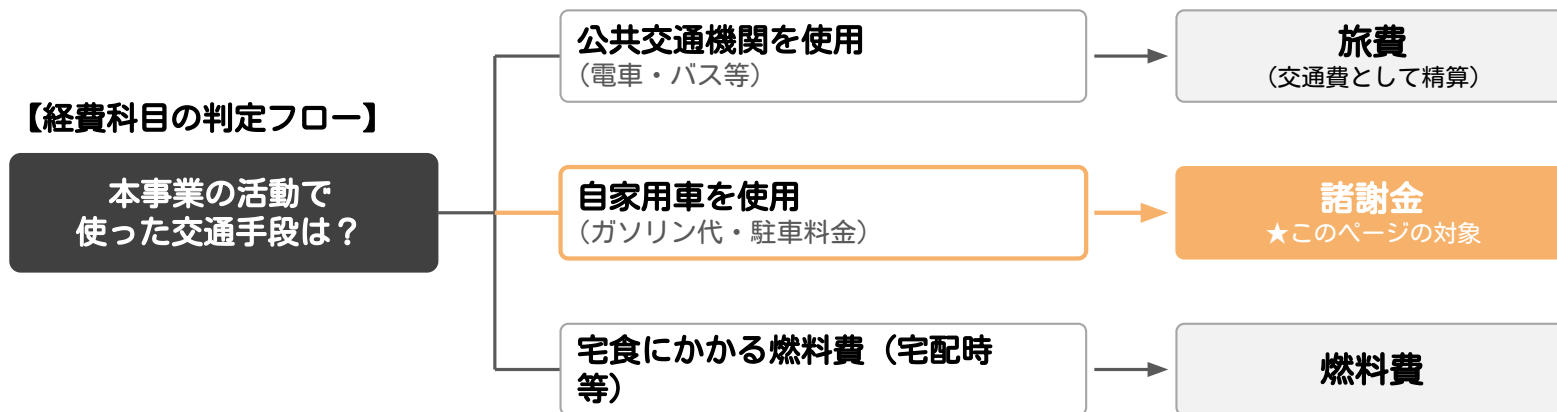 【経費科目の判定フロー】
本事業の活動で
使った交通手段は？
公共交通機関を使用
（電車・バス等）
旅費
（交通費として精算）
自家用車を使用
（ガソリン代・駐車料金）
諸謝金
★このページの対象
宅食にかかる燃料費（宅配時
等）
燃料費